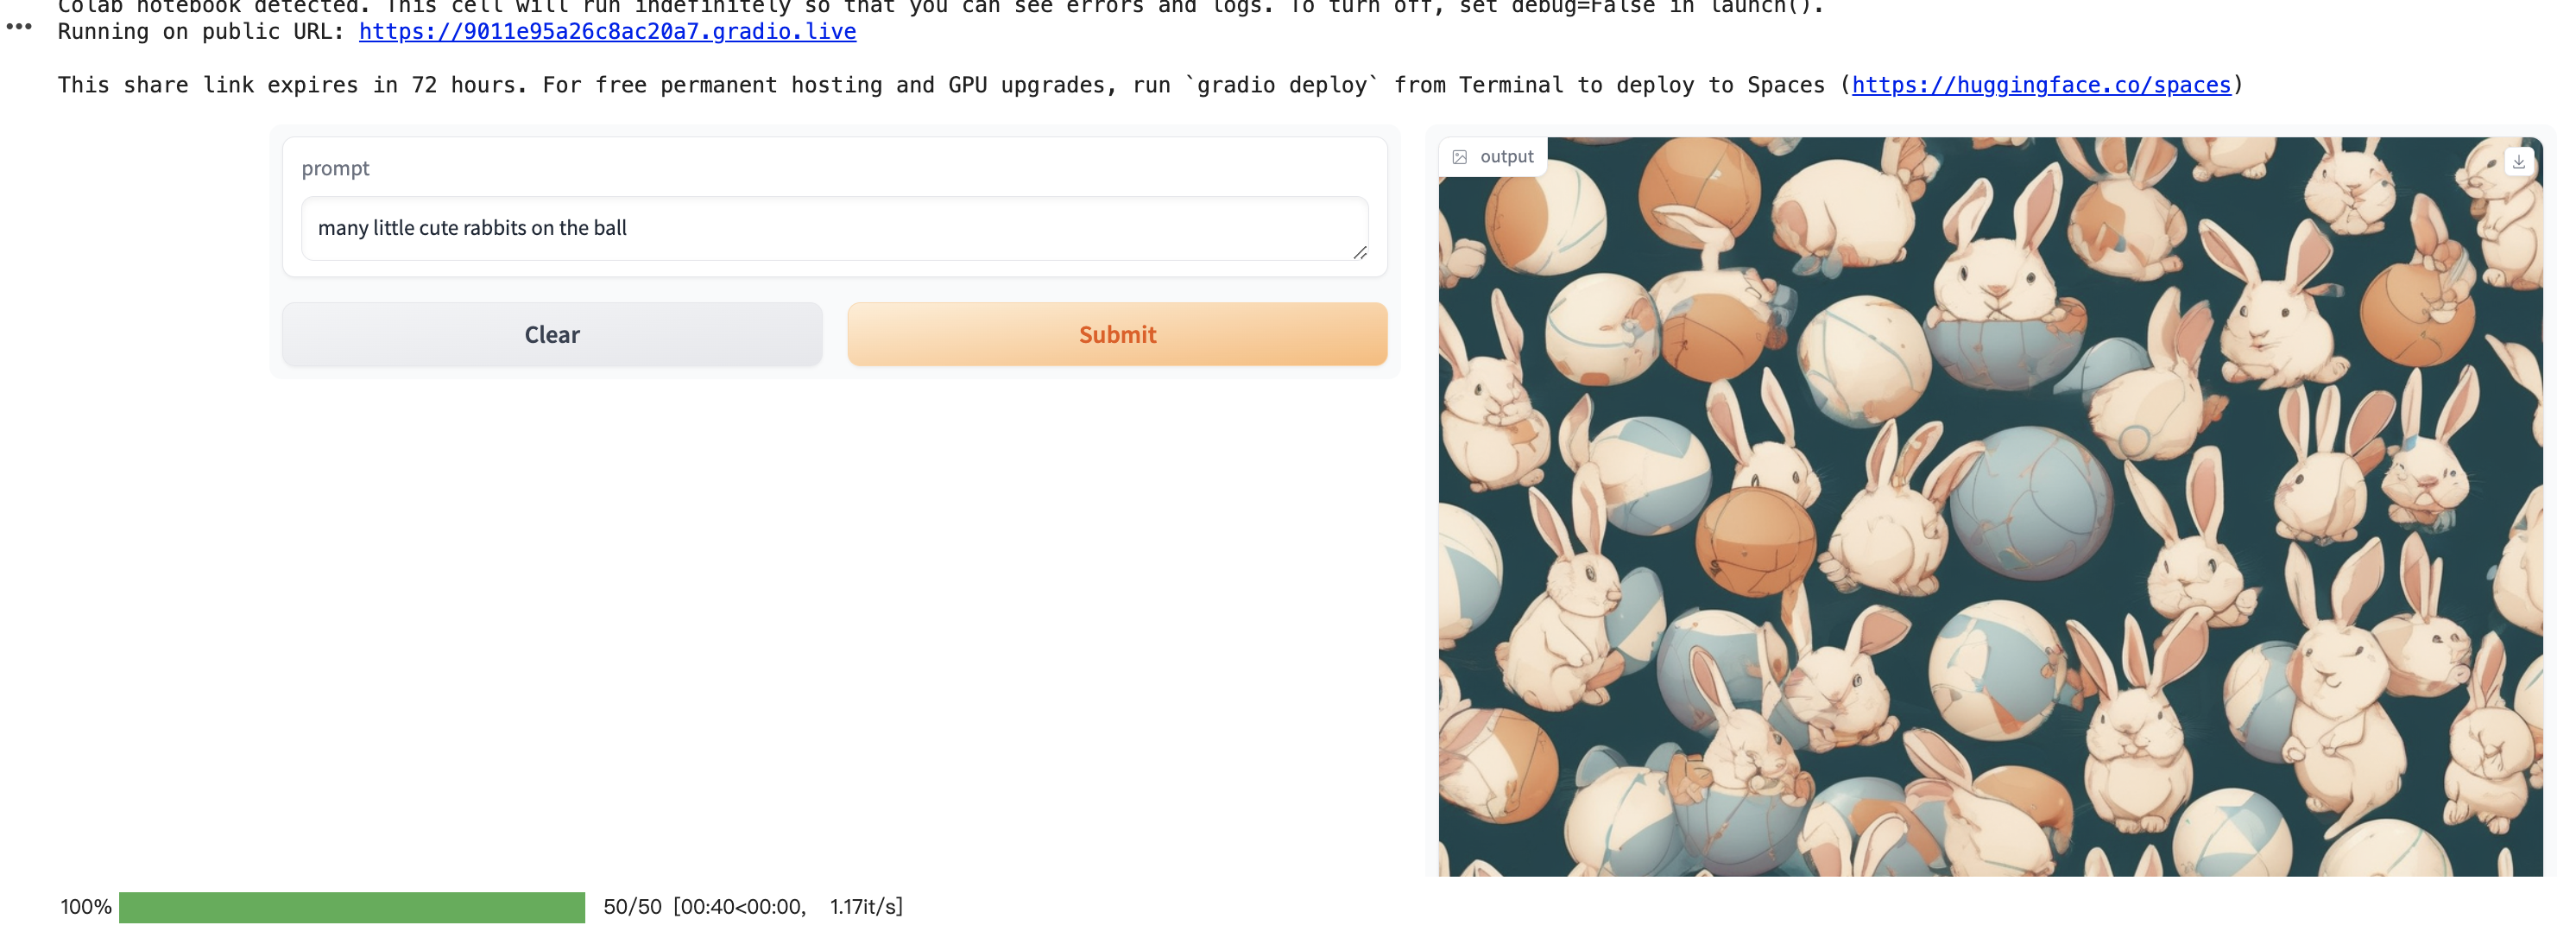 Colab notebook detected. This cell will run indefinitely so that you can see errors and logs. To turn off, set debug=False in launch().
Running on public URL: https://9011e95a26c8ac20a7.gradio.live
This share link expires in 72 hours. For free permanent hosting and GPU upgrades, run `gradio deploy` from Terminal to deploy to Spaces (https://huggingface.co/spaces)
prompt
many little cute rabbits on the ball
Clear
Submit
output
100%
50/50 [00:40<00:00, 1.17it/s]